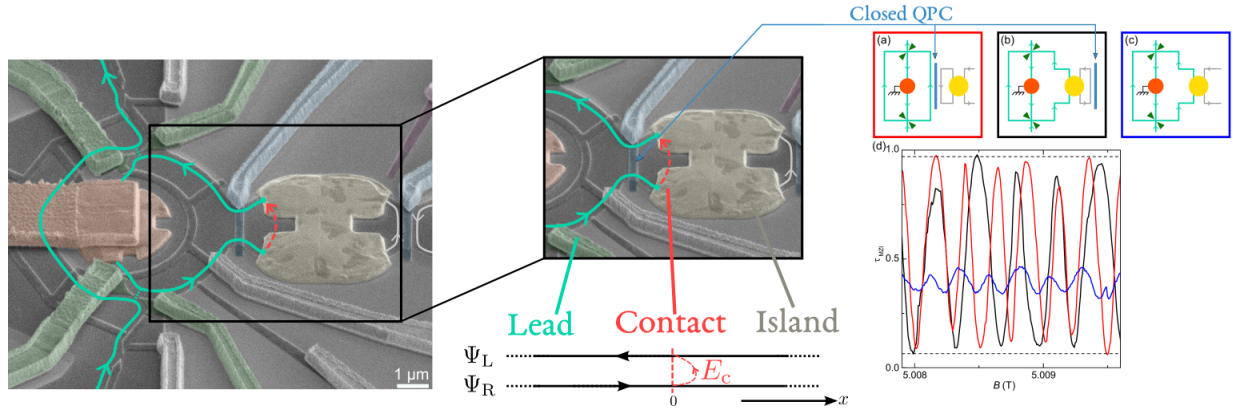 Closed QPC
(a)
(b)
(c)
1 μm
Lead
Contact
Island
Ψ_L
Ψ_R
E_c
0
x
(d)
1.0
0.5
0.0
τ_MZI
5.008
5.009
B (T)